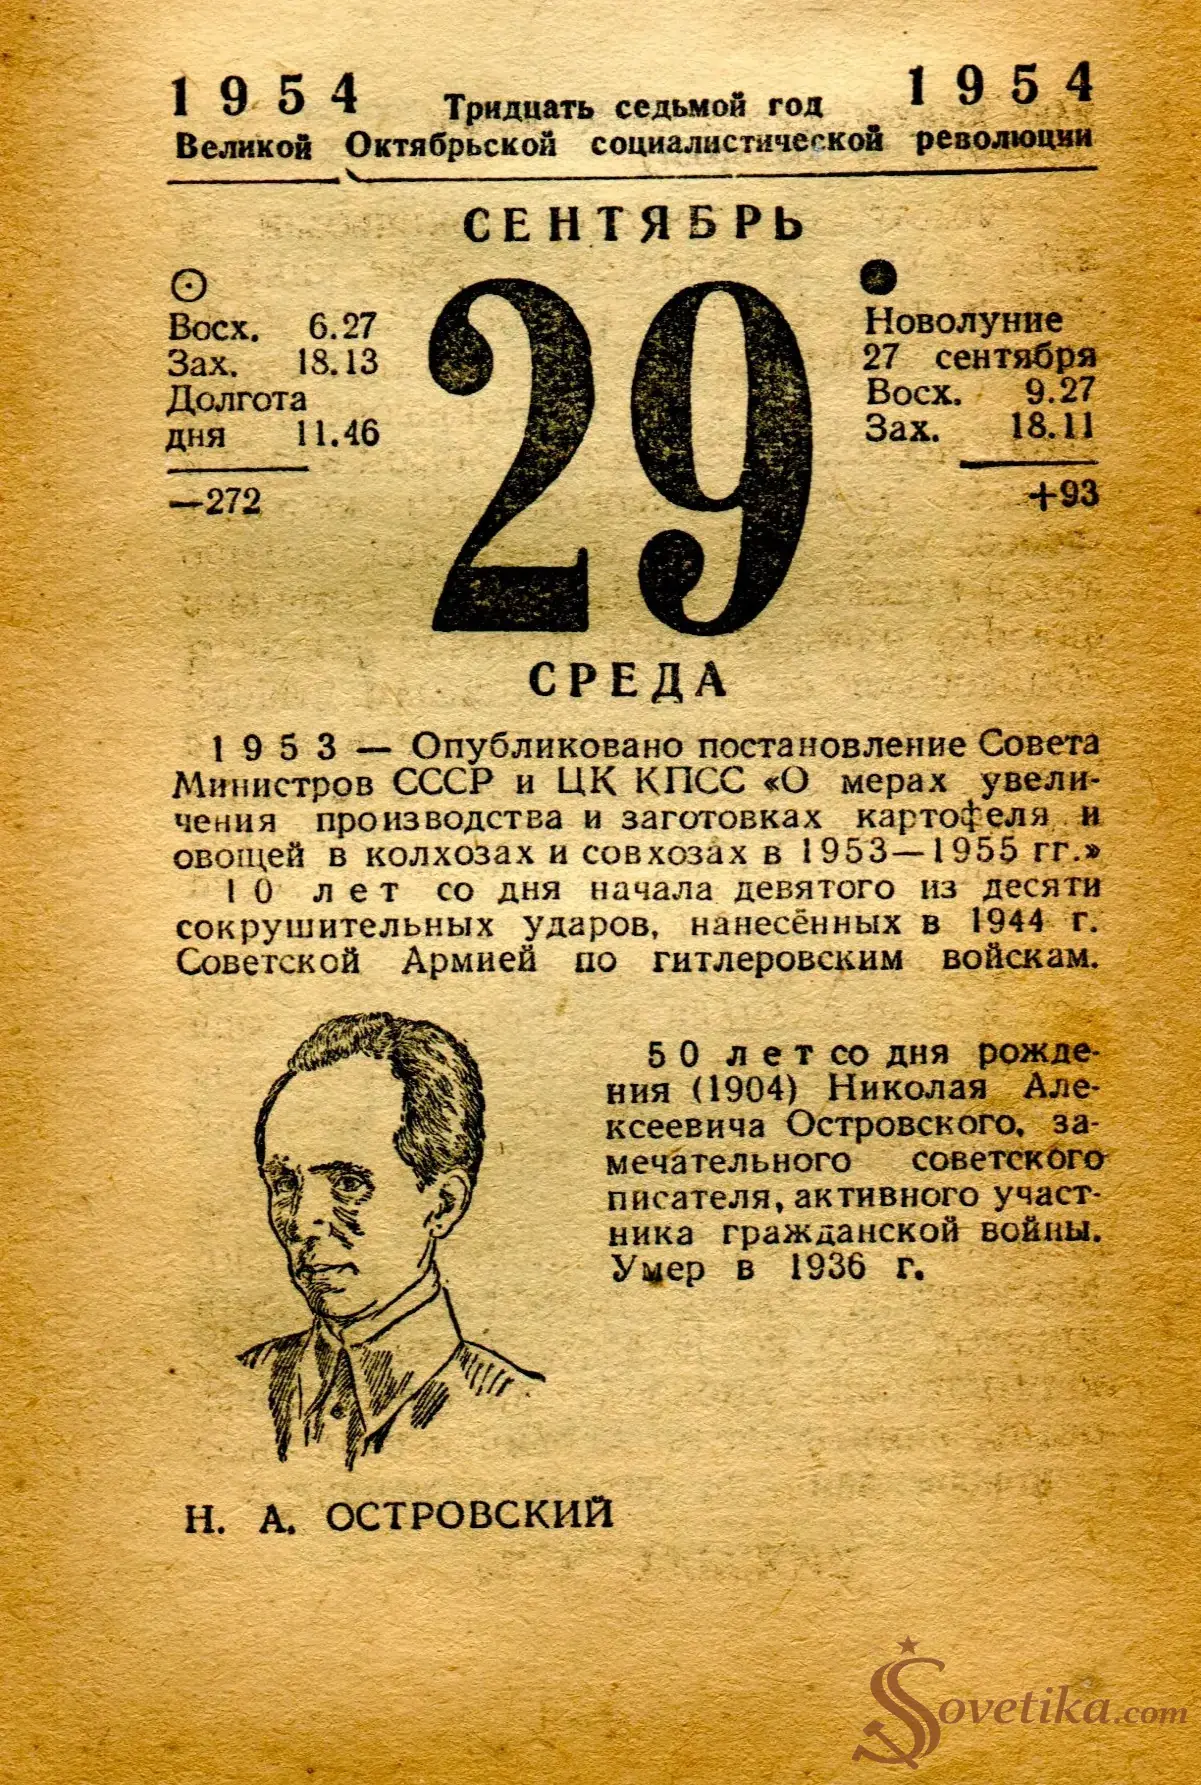 1954 Тридцать седьмой год 1954
Великой Октябрьской социалистической революции
СЕНТЯБРЬ
Восх. 6.27
Зах. 18.13
Долгота
дня 11.46
—272
29
Новолуние
27 сентября
Восх. 9.27
Зах. 18.11
+93
СРЕДА
1953 — Опубликовано постановление Совета
Министров СССР и ЦК КПСС «О мерах увели-
чения производства и заготовках картофеля и
овощей в колхозах и совхозах в 1953—1955 гг.»
10 лет со дня начала девятого из десяти
сокрушительных ударов, нанесённых в 1944 г.
Советской Армией по гитлеровским войскам.
50 лет со дня рожде-
ния (1904) Николая Але-
ксеевича Островского, за-
мечательного советского
писателя, активного участ-
ника гражданской войны.
Умер в 1936 г.
Н. А. ОСТРОВСКИЙ
Sovetika.com